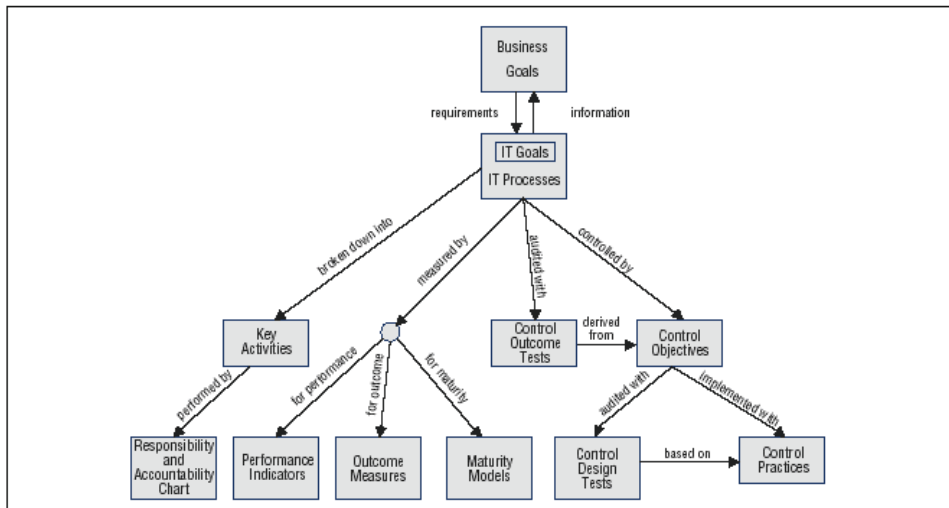 Business
Goals
requirements
information
IT Goals
IT Processes
broken down into
measured by
audited with
controlled by
Key
Activities
Control
Outcome
Tests
derived
from
Control
Objectives
performed by
for performance
for outcome
for maturity
audited with
implemented with
Responsibility
and
Accountability
Chart
Performance
Indicators
Outcome
Measures
Maturity
Models
Control
Design
Tests
based on
Control
Practices